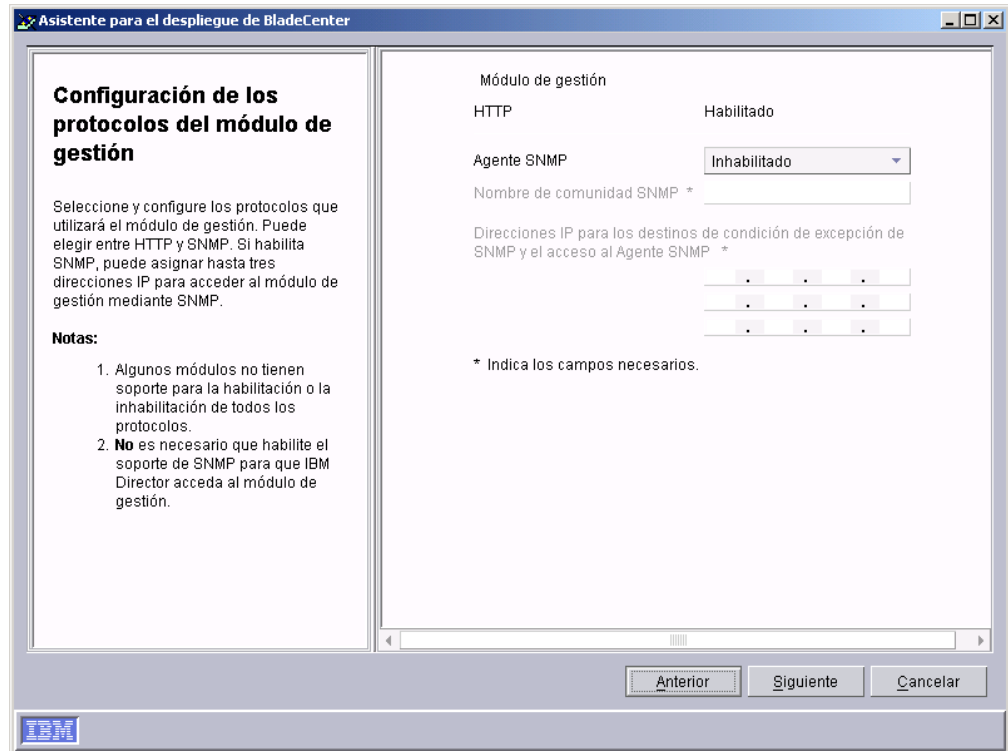 Asistente para el despliegue de BladeCenter
Configuración de los
protocolos del módulo de
gestión
Seleccione y configure los protocolos que
utilizará el módulo de gestión. Puede
elegir entre HTTP y SNMP. Si habilita
SNMP, puede asignar hasta tres
direcciones IP para acceder al módulo de
gestión mediante SNMP.
Notas:
1. Algunos módulos no tienen
soporte para la habilitación o la
inhabilitación de todos los
protocolos.
2. No es necesario que habilite el
soporte de SNMP para que IBM
Director acceda al módulo de
gestión.
Módulo de gestión
HTTP Habilitado
Agente SNMP Inhabilitado
Nombre de comunidad SNMP *
Direcciones IP para los destinos de condición de excepción de
SNMP y el acceso al Agente SNMP *
. . .
. . .
. . .
* Indica los campos necesarios.
Anterior Siguiente Cancelar
IBM